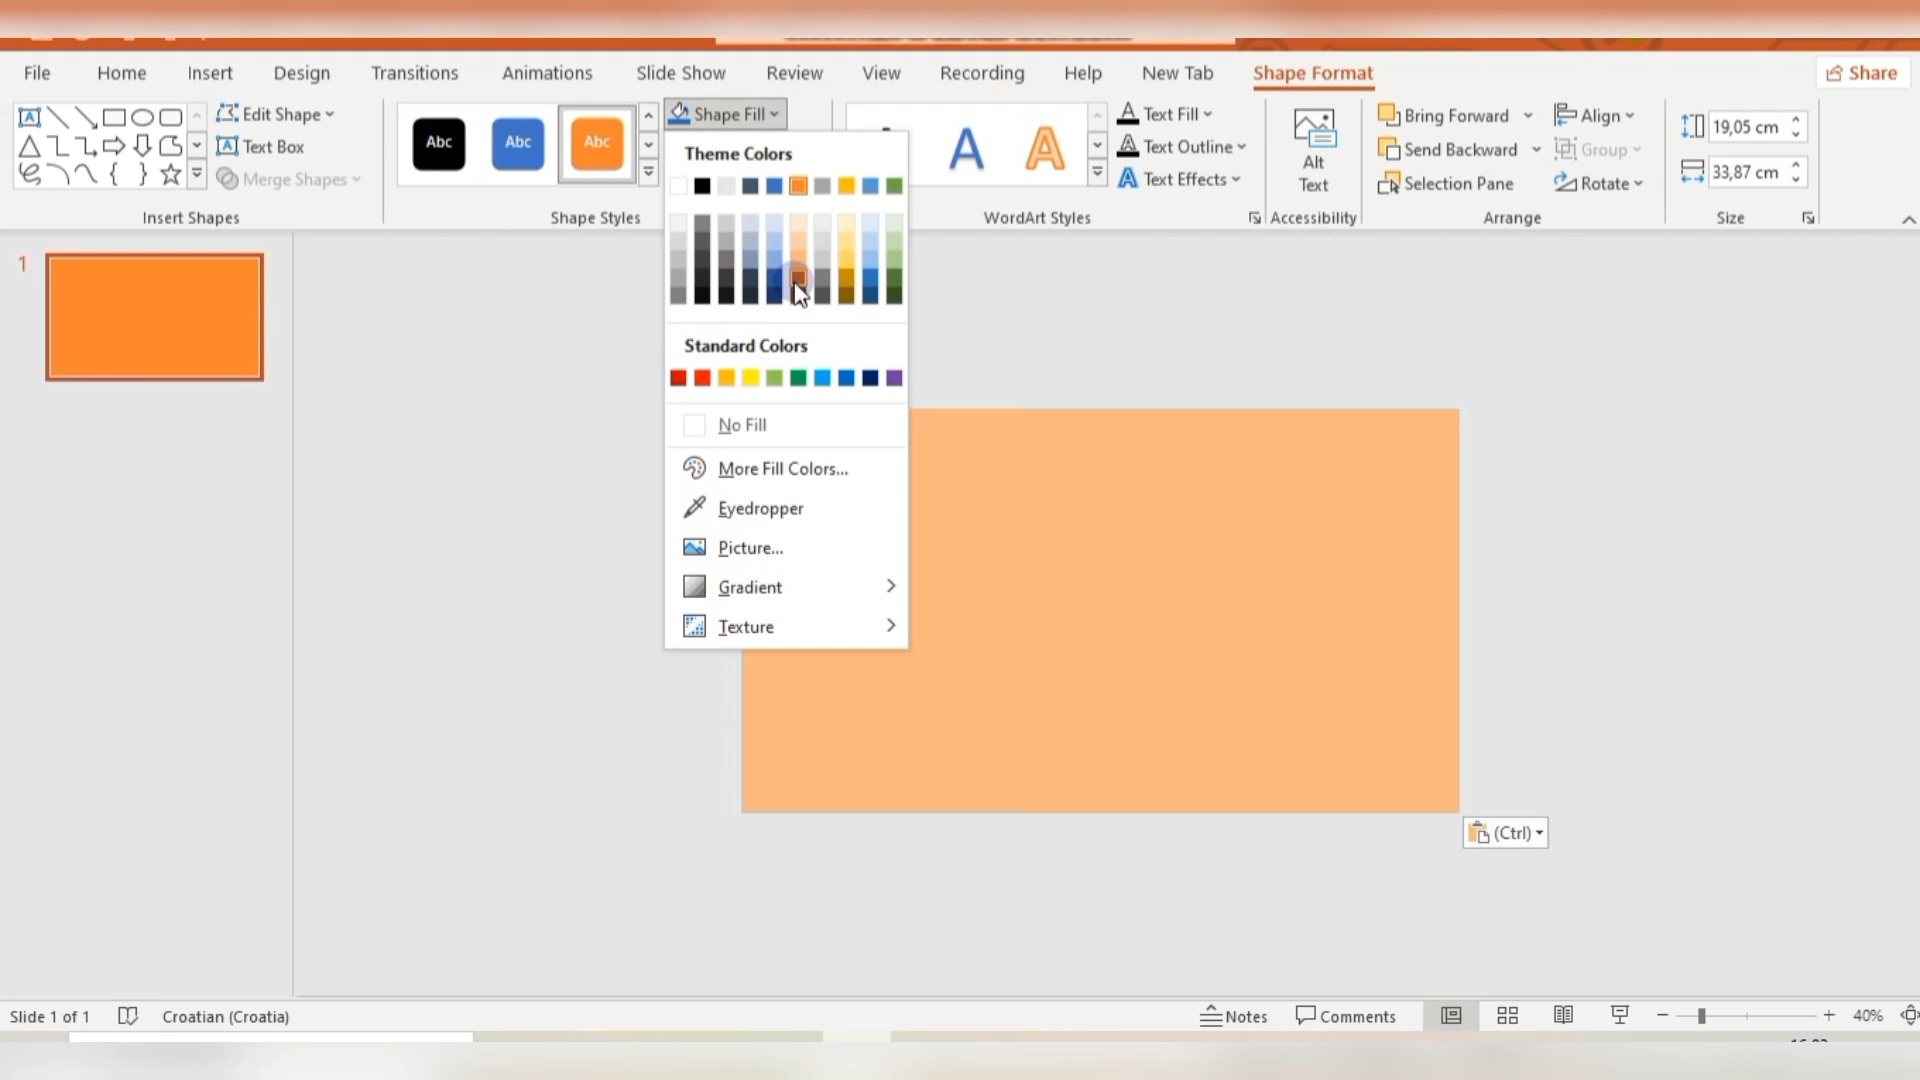 File Home Insert Design Transitions Animations Slide Show Review View Recording Help New Tab Shape Format Share
Edit Shape
Text Box
Merge Shapes
Insert Shapes
Abc Abc Abc
Shape Styles
Shape Fill
Theme Colors
Standard Colors
No Fill
More Fill Colors...
Eyedropper
Picture...
Gradient
Texture
A A
WordArt Styles
Text Fill
Text Outline
Text Effects
Alt
Text
Accessibility
Bring Forward
Send Backward
Selection Pane
Align
Group
Rotate
Arrange
19,05 cm
33,87 cm
Size
1
(Ctrl)
Slide 1 of 1 Croatian (Croatia) Notes Comments 40%